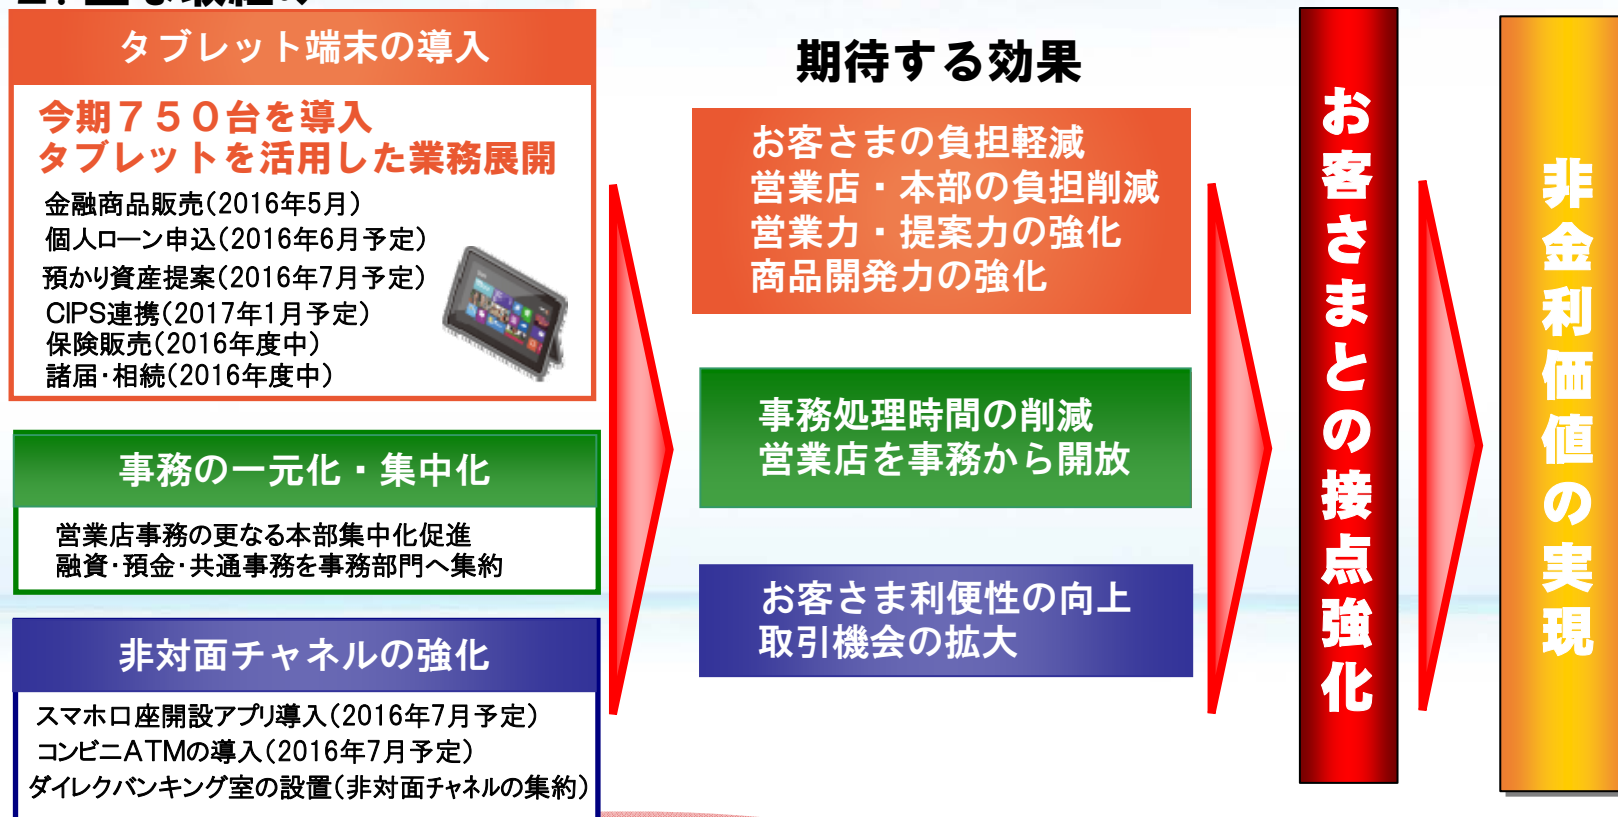 タブレット端末の導入
今期７５０台を導入
タブレットを活用した業務展開
金融商品販売(2016年5月)
個人ローン申込(2016年6月予定)
預かり資産提案(2016年7月予定)
CIPS連携(2017年1月予定)
保険販売(2016年度中)
諸届・相続(2016年度中)
事務の一元化・集中化
営業店事務の更なる本部集中化促進
融資・預金・共通事務を事務部門へ集約
非対面チャネルの強化
スマホ口座開設アプリ導入(2016年7月予定)
コンビニATMの導入(2016年7月予定)
ダイレクバンキング室の設置(非対面チャネルの集約)
期待する効果
お客さまの負担軽減
営業店・本部の負担削減
営業力・提案力の強化
商品開発力の強化
事務処理時間の削減
営業店を事務から開放
お客さま利便性の向上
取引機会の拡大
お客さまとの接点強化
非金利価値の実現